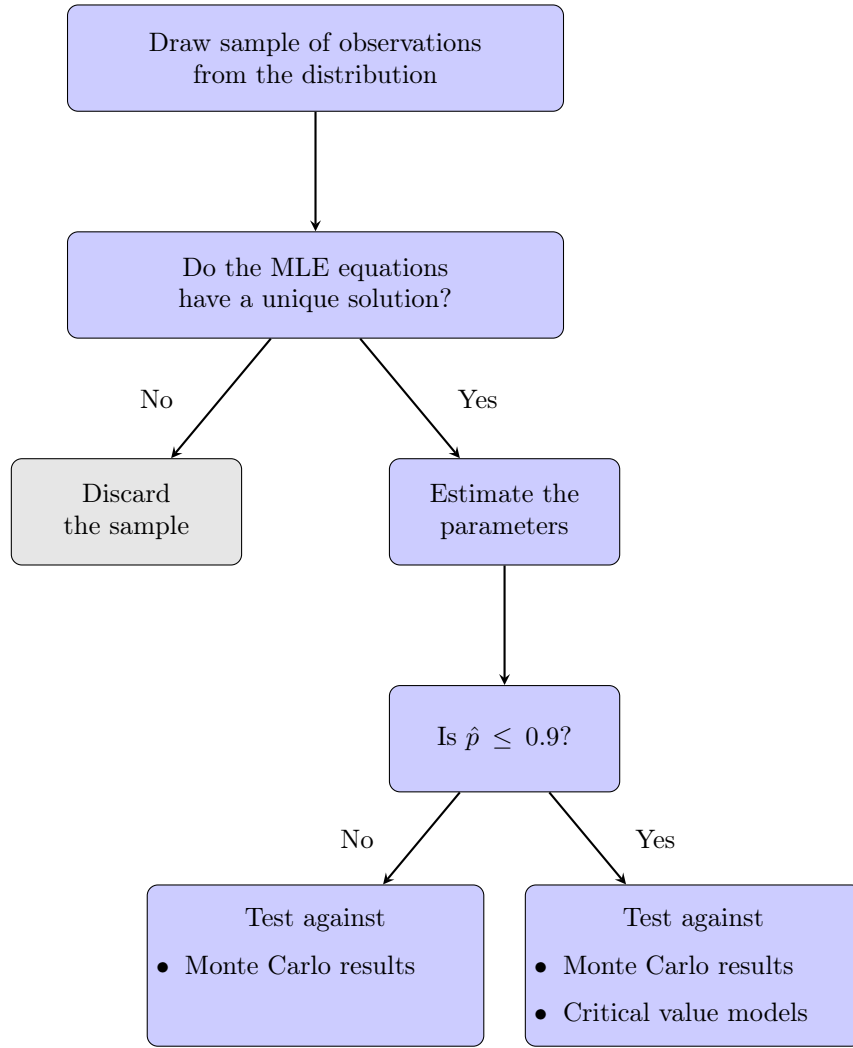 Draw sample of observations
from the distribution
Do the MLE equations
have a unique solution?
No
Yes
Discard
the sample
Estimate the
parameters
Is p̂ ≤ 0.9?
No
Yes
Test against
• Monte Carlo results
Test against
• Monte Carlo results
• Critical value models